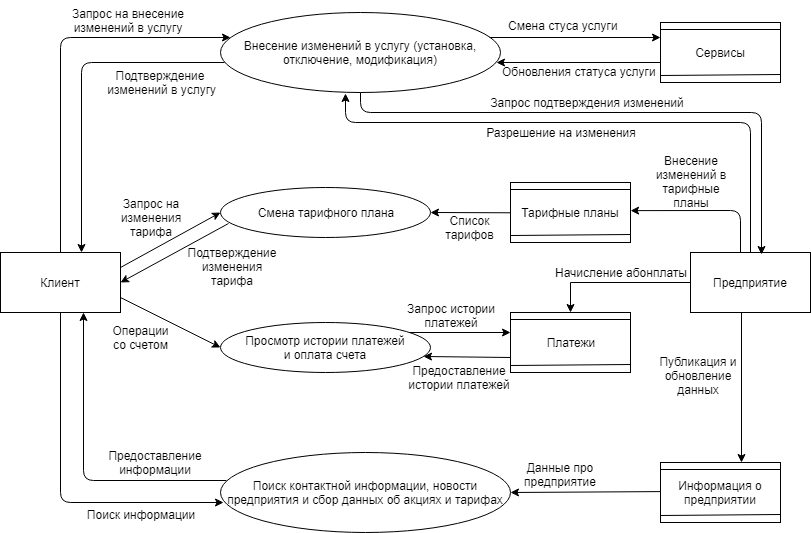 Запрос на внесение
изменений в услугу
Внесение изменений в услугу (установка,
отключение, модификация)
Смена стуса услуги
Сервисы
Обновления статуса услуги
Подтверждение
изменений в услугу
Запрос подтверждения изменений
Разрешение на изменения
Внесение
изменений в
тарифные
планы
Запрос на
изменения
тарифа
Смена тарифного плана
Тарифные планы
Список
тарифов
Подтверждение
изменения
тарифа
Клиент
Начисление абонплаты
Предприятие
Операции
со счетом
Просмотр истории платежей
и оплата счета
Запрос истории
платежей
Платежи
Предоставление
истории платежей
Публикация и
обновление
данных
Предоставление
информации
Поиск контактной информации, новости
предприятия и сбор данных об акциях и тарифах
Данные про
предприятие
Информация о
предприятии
Поиск информации